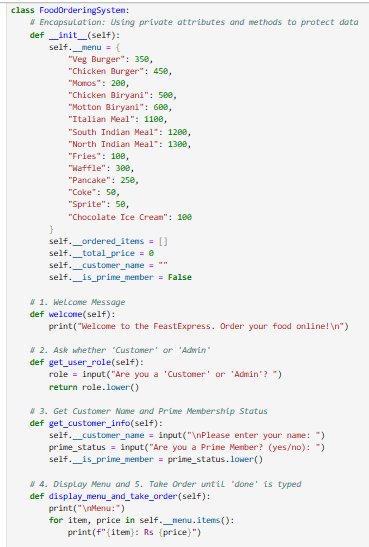 class FoodOrderingSystem:
    # Encapsulation: Using private attributes and methods to protect data
    def __init__(self):
        self.__menu = {
            "Veg Burger": 350,
            "Chicken Burger": 450,
            "Momos": 200,
            "Chicken Biryani": 500,
            "Motton Biryani": 600,
            "Italian Meal": 1100,
            "South Indian Meal": 1200,
            "North Indian Meal": 1300,
            "Fries": 100,
            "Waffle": 300,
            "Pancake": 250,
            "Coke": 50,
            "Sprite": 50,
            "Chocolate Ice Cream": 100
        }
        self.__ordered_items = []
        self.__total_price = 0
        self.__customer_name = ""
        self.__is_prime_member = False

    # 1. Welcome Message
    def welcome(self):
        print("Welcome to the FeastExpress. Order your food online!\n")

    # 2. Ask whether 'Customer' or 'Admin'
    def get_user_role(self):
        role = input("Are you a 'Customer' or 'Admin'? ")
        return role.lower()

    # 3. Get Customer Name and Prime Membership Status
    def get_customer_info(self):
        self.__customer_name = input("\nPlease enter your name: ")
        prime_status = input("Are you a Prime Member? (yes/no): ")
        self.__is_prime_member = prime_status.lower()

    # 4. Display Menu and 5. Take Order until 'done' is typed
    def display_menu_and_take_order(self):
        print("\nMenu:")
        for item, price in self.__menu.items():
            print(f"{item}: Rs {price}")